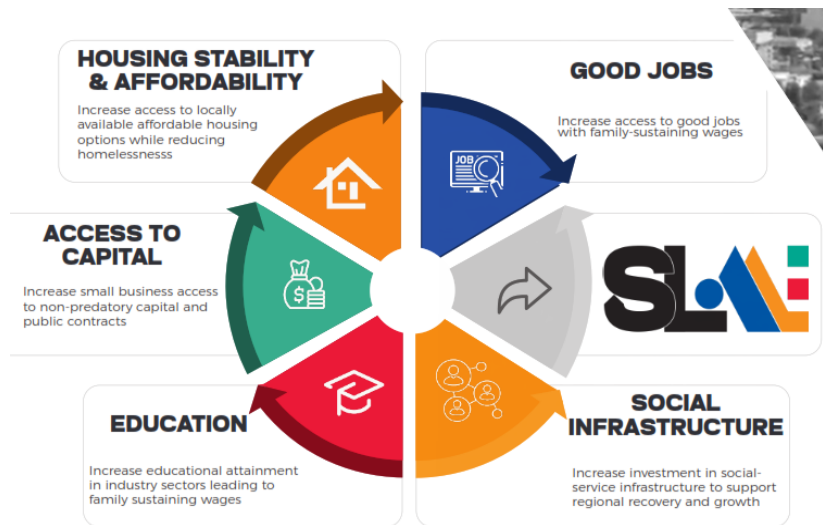 HOUSING STABILITY
& AFFORDABILITY
Increase access to locally
available affordable housing
options while reducing
homelessnesss
GOOD JOBS
Increase access to good jobs
with family-sustaining wages
JOB
ACCESS TO
CAPITAL
Increase small business access
to non-predatory capital and
public contracts
$
SLATE
EDUCATION
Increase educational attainment
in industry sectors leading to
family sustaining wages
SOCIAL
INFRASTRUCTURE
Increase investment in social-
service infrastructure to support
regional recovery and growth